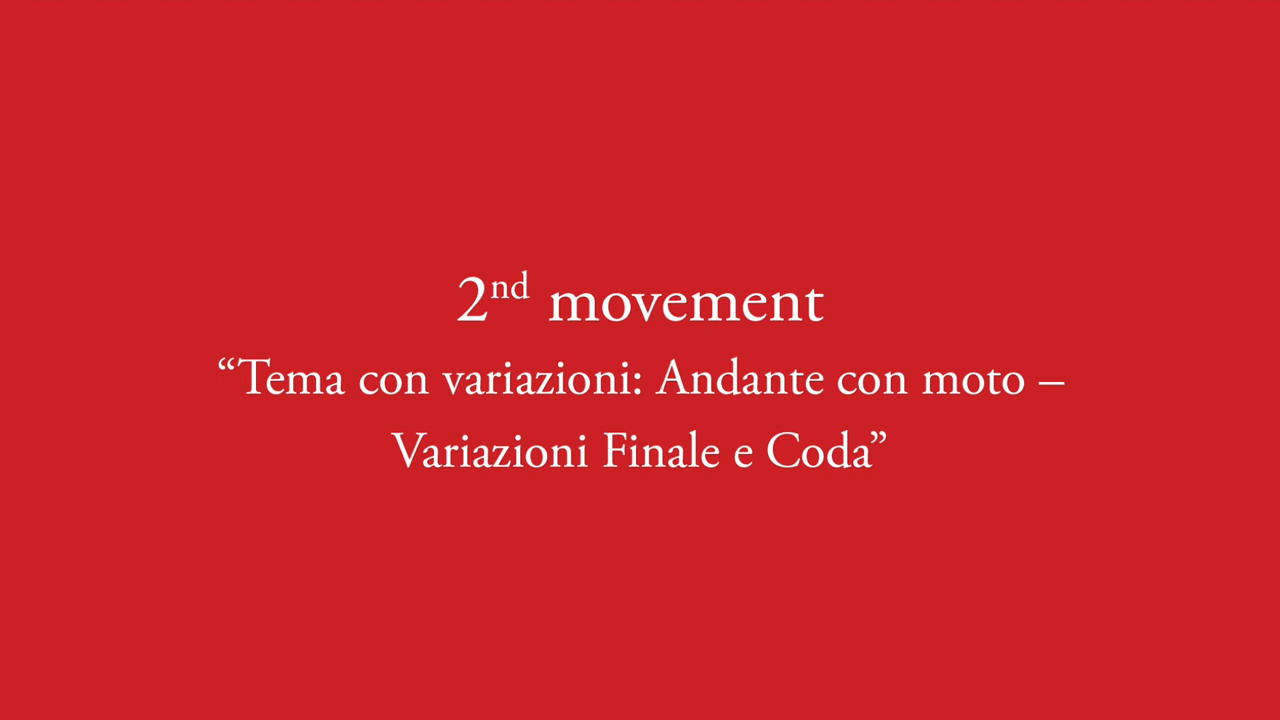 2nd movement
“Tema con variazioni: Andante con moto –
Variazioni Finale e Coda”